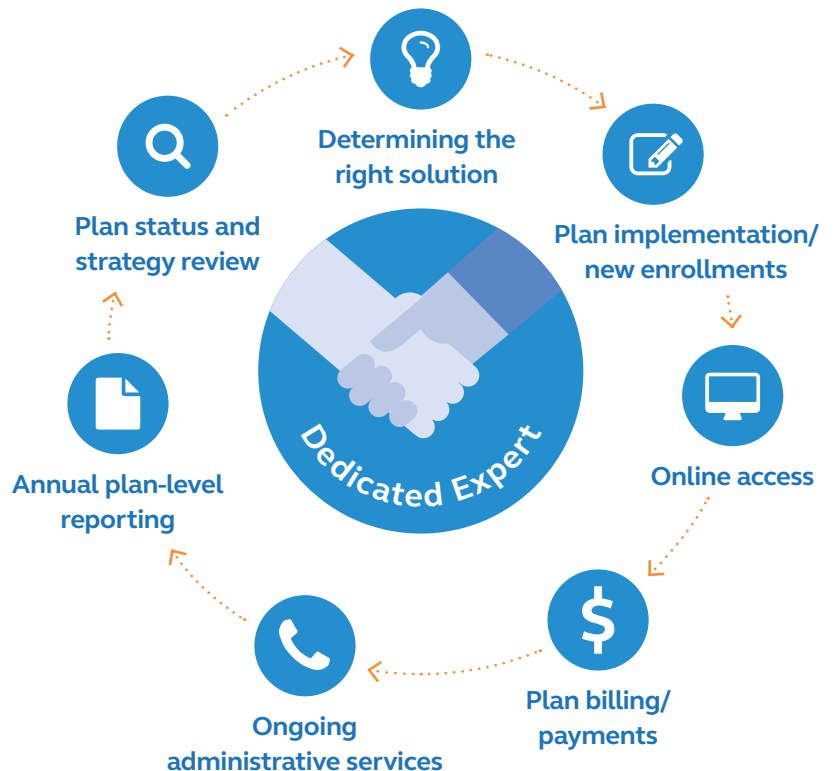 Determining the
right solution
Plan implementation/
new enrollments
Online access
Plan billing/
payments
Ongoing
administrative services
Annual plan-level
reporting
Plan status and
strategy review
Dedicated Expert